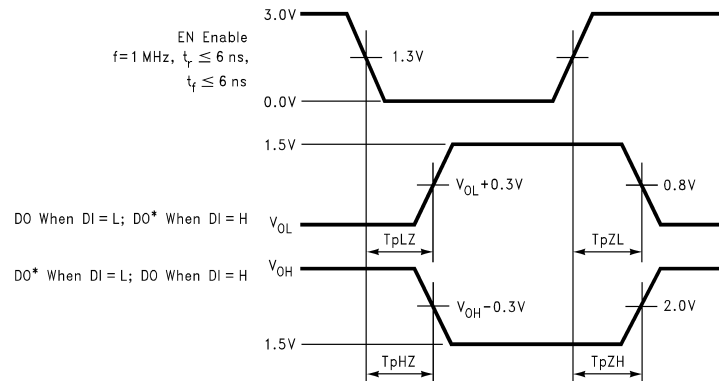 3.0V
EN Enable
f=1 MHz, tr ≤ 6 ns,
tf ≤ 6 ns
1.3V
0.0V
1.5V
VOL+0.3V
0.8V
DO When DI=L; DO* When DI=H
VOL
TpLZ
TpZL
DO* When DI=L; DO When DI=H
VOH
VOH−0.3V
2.0V
1.5V
TpHZ
TpZH